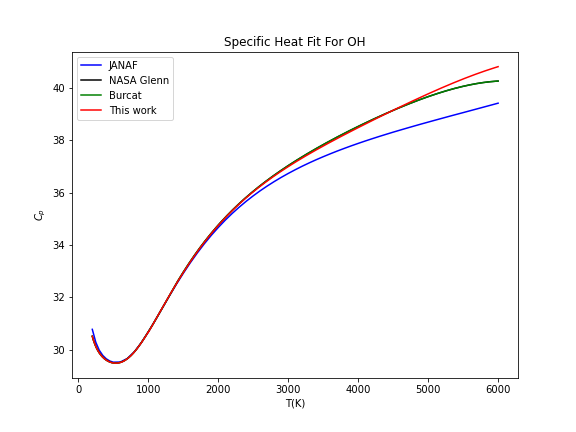 Specific Heat Fit For OH
JANAF
NASA Glenn
Burcat
This work
40
38
36
34
32
30
C_p
0 1000 2000 3000 4000 5000 6000
T(K)